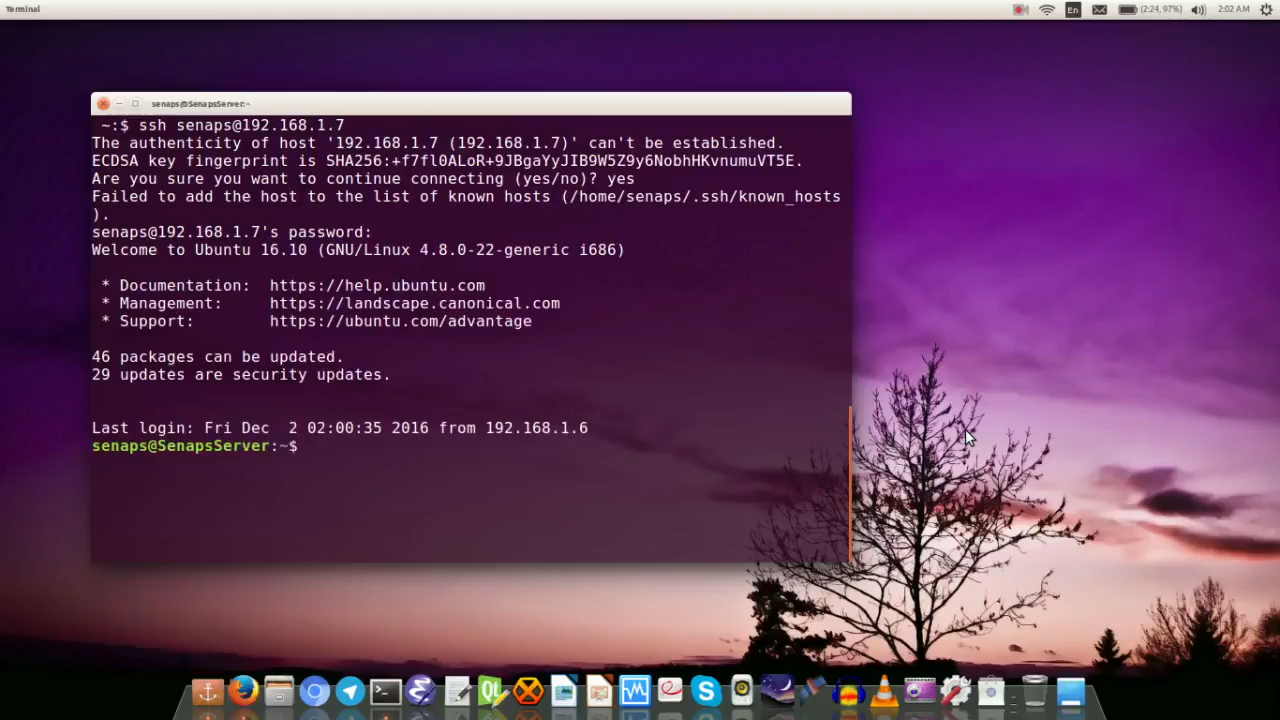 Terminal
En
(2:24, 97%)
2:02 AM
senaps@SenapsServer: ~
~:$ ssh senaps@192.168.1.7
The authenticity of host '192.168.1.7 (192.168.1.7)' can't be established.
ECDSA key fingerprint is SHA256:+f7fl0ALoR+9JBgaYyJIB9W5Z9y6NobhHKvnumuVT5E.
Are you sure you want to continue connecting (yes/no)? yes
Failed to add the host to the list of known hosts (/home/senaps/.ssh/known_hosts
).
senaps@192.168.1.7's password:
Welcome to Ubuntu 16.10 (GNU/Linux 4.8.0-22-generic i686)
* Documentation:  https://help.ubuntu.com
* Management:     https://landscape.canonical.com
* Support:        https://ubuntu.com/advantage
46 packages can be updated.
29 updates are security updates.
Last login: Fri Dec  2 02:00:35 2016 from 192.168.1.6
senaps@SenapsServer:~$